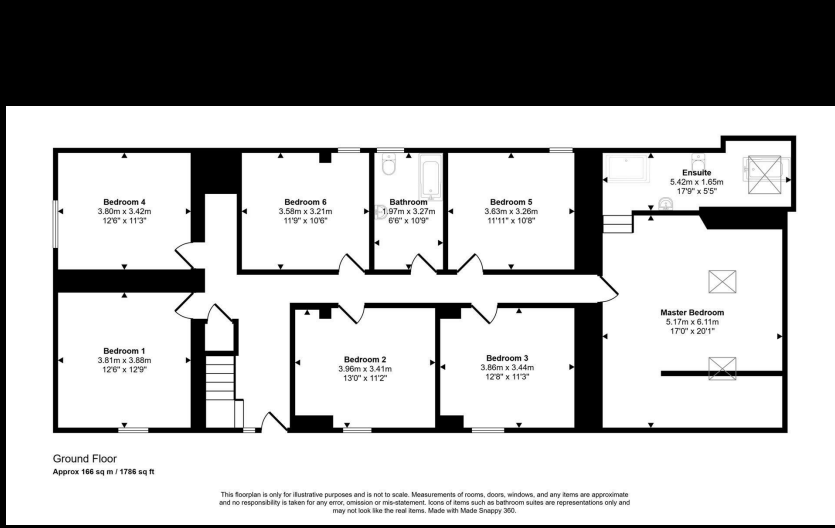 Bedroom 4
3.80m x 3.42m
12'6" x 11'3"
Bedroom 6
3.58m x 3.21m
11'9" x 10'6"
Bathroom
1.97m x 3.27m
6'6" x 10'9"
Bedroom 5
3.63m x 3.26m
11'11" x 10'8"
Ensuite
5.42m x 1.65m
17'9" x 5'5"
Bedroom 1
3.81m x 3.88m
12'6" x 12'9"
Bedroom 2
3.96m x 3.41m
13'0" x 11'2"
Bedroom 3
3.86m x 3.44m
12'8" x 11'3"
Master Bedroom
5.17m x 6.11m
17'0" x 20'1"
Ground Floor
Approx 166 sq m / 1786 sq ft
This floorplan is only for illustrative purposes and is not to scale. Measurements of rooms, doors, windows, and any items are approximate
and no responsibility is taken for any error, omission or mis-statement. Icons of items such as bathroom suites are representations only and
may not look like the real items. Made with Made Snappy 360.